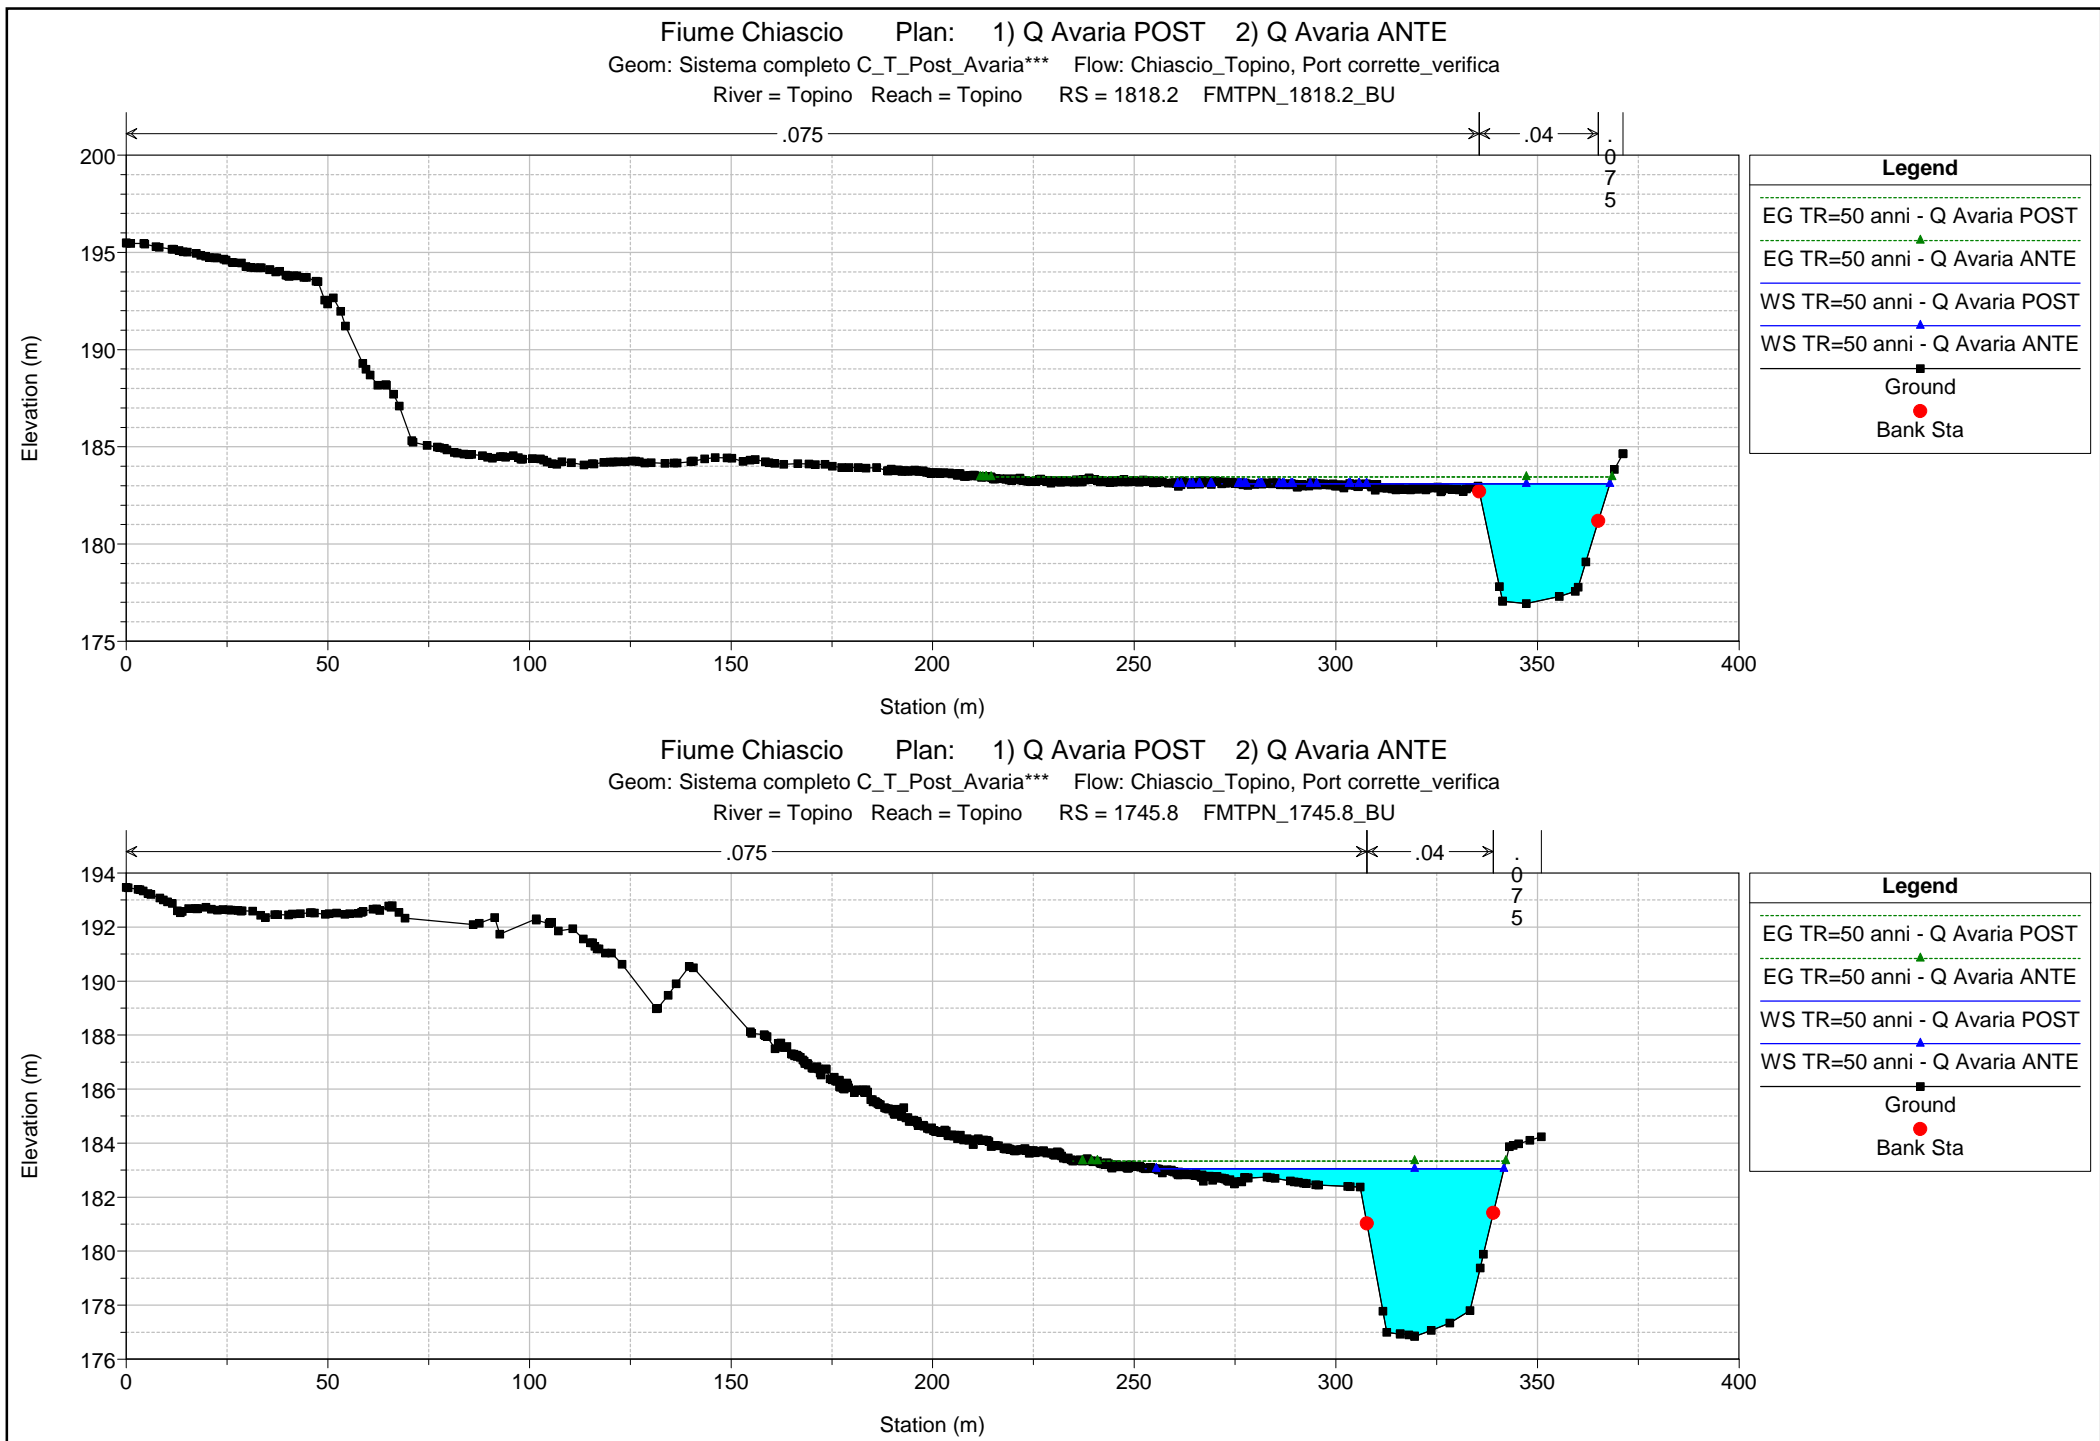 Fiume Chiascio Plan: 1) Q Avaria POST 2) Q Avaria ANTE
Geom: Sistema completo C_T_Post_Avaria*** Flow: Chiascio_Topino, Port corrette_verifica
River = Topino Reach = Topino RS = 1818.2 FMTPN_1818.2_BU
.075 .04 .075
200
195
190
185
180
175
Elevation (m)
0 50 100 150 200 250 300 350 400
Station (m)
Legend
EG TR=50 anni - Q Avaria POST
EG TR=50 anni - Q Avaria ANTE
WS TR=50 anni - Q Avaria POST
WS TR=50 anni - Q Avaria ANTE
Ground
Bank Sta
Fiume Chiascio Plan: 1) Q Avaria POST 2) Q Avaria ANTE
Geom: Sistema completo C_T_Post_Avaria*** Flow: Chiascio_Topino, Port corrette_verifica
River = Topino Reach = Topino RS = 1745.8 FMTPN_1745.8_BU
.075 .04 .075
194
192
190
188
186
184
182
180
178
176
Elevation (m)
0 50 100 150 200 250 300 350 400
Station (m)
Legend
EG TR=50 anni - Q Avaria POST
EG TR=50 anni - Q Avaria ANTE
WS TR=50 anni - Q Avaria POST
WS TR=50 anni - Q Avaria ANTE
Ground
Bank Sta